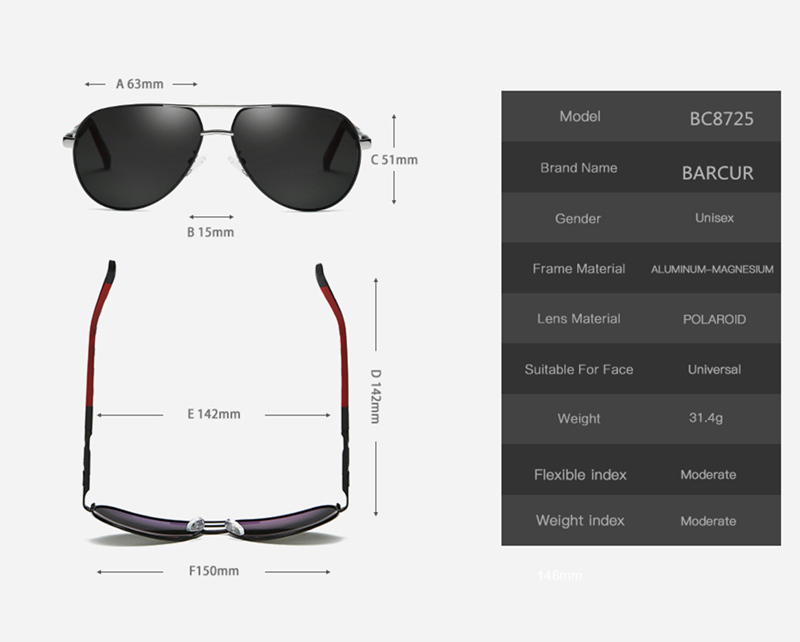 A 63mm
C 51mm
B 15mm
D 142mm
E 142mm
F150mm
Model BC8725
Brand Name BARCUR
Gender Unisex
Frame Material ALUMINUM-MAGNESIUM
Lens Material POLAROID
Suitable For Face Universal
Weight 31.4g
Flexible index Moderate
Weight index Moderate
146mm